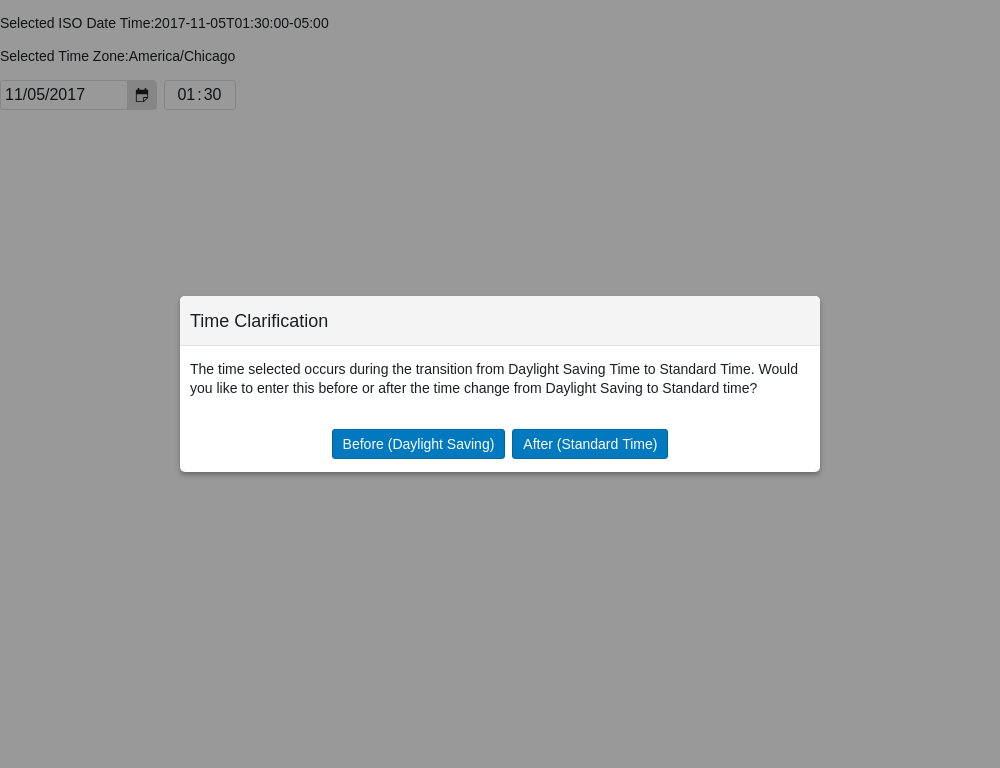 Selected ISO Date Time:2017-11-05T01:30:00-05:00
Selected Time Zone:America/Chicago
11/05/2017 01:30
Time Clarification
The time selected occurs during the transition from Daylight Saving Time to Standard Time. Would
you like to enter this before or after the time change from Daylight Saving to Standard time?
Before (Daylight Saving) After (Standard Time)